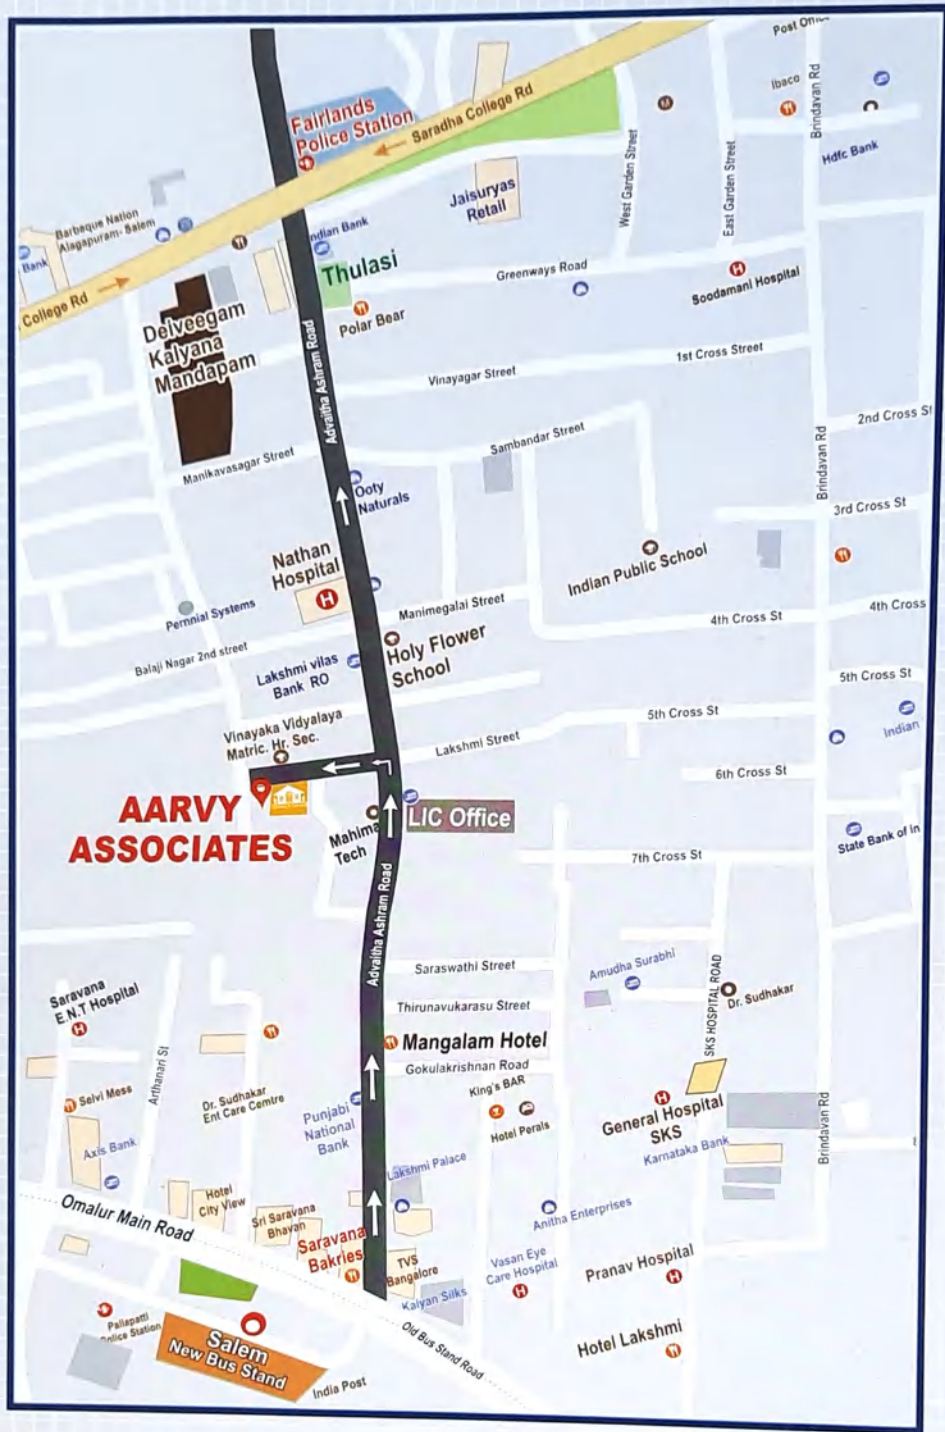 Post Offic
Ibaco
Brindavan Rd
Hdfc Bank
Fairlands
Police Station
Saradha College Rd
West Garden Street
East Garden Street
Jaisuryas
Retail
Barbeque Nation
Alagapuram- Salem
Bank
College Rd
Indian Bank
Thulasi
Greenways Road
Soodamani Hospital
Polar Bear
Deiveegam
Kalyana
Mandapam
Advaitha Ashram Road
1st Cross Street
Vinayagar Street
2nd Cross St
Sambandar Street
Manikavasagar Street
Brindavan Rd
Ooty
Naturals
3rd Cross St
Nathan
Hospital
Indian Public School
Pernnial Systems
Manimegalai Street
4th Cross St
4th Cross
Balaji Nagar 2nd street
Holy Flower
School
Lakshmi vilas
Bank RO
5th Cross St
5th Cross St
Vinayaka Vidyalaya
Matric. Hr. Sec.
Lakshmi Street
Indian
6th Cross St
AARVY
ASSOCIATES
Mahima
Tech
LIC Office
State Bank of in
7th Cross St
Advaitha Ashram Road
Saraswathi Street
Amudha Surabhi
SKS HOSPITAL ROAD
Dr. Sudhakar
Saravana
E.N.T Hospital
Thirunavukarasu Street
Mangalam Hotel
Gokulakrishnan Road
Arthanari St
Selvi Mess
Dr. Sudhakar
Ent Care Cemtre
King's BAR
Hotel Perals
Punjabi
National
Bank
General Hospital
SKS
Karnataka Bank
Brindavan Rd
Axis Bank
Lakshmi Palace
Omalur Main Road
Hotel
City View
Sri Saravana
Bhavan
Anitha Enterprises
Saravana
Bakries
TVS
Bangalore
Vasan Eye
Care Hospital
Pranav Hospital
Kalyan Silks
Pallapatti
Police Station
Salem
New Bus Stand
Old Bus Stand Road
Hotel Lakshmi
India Post